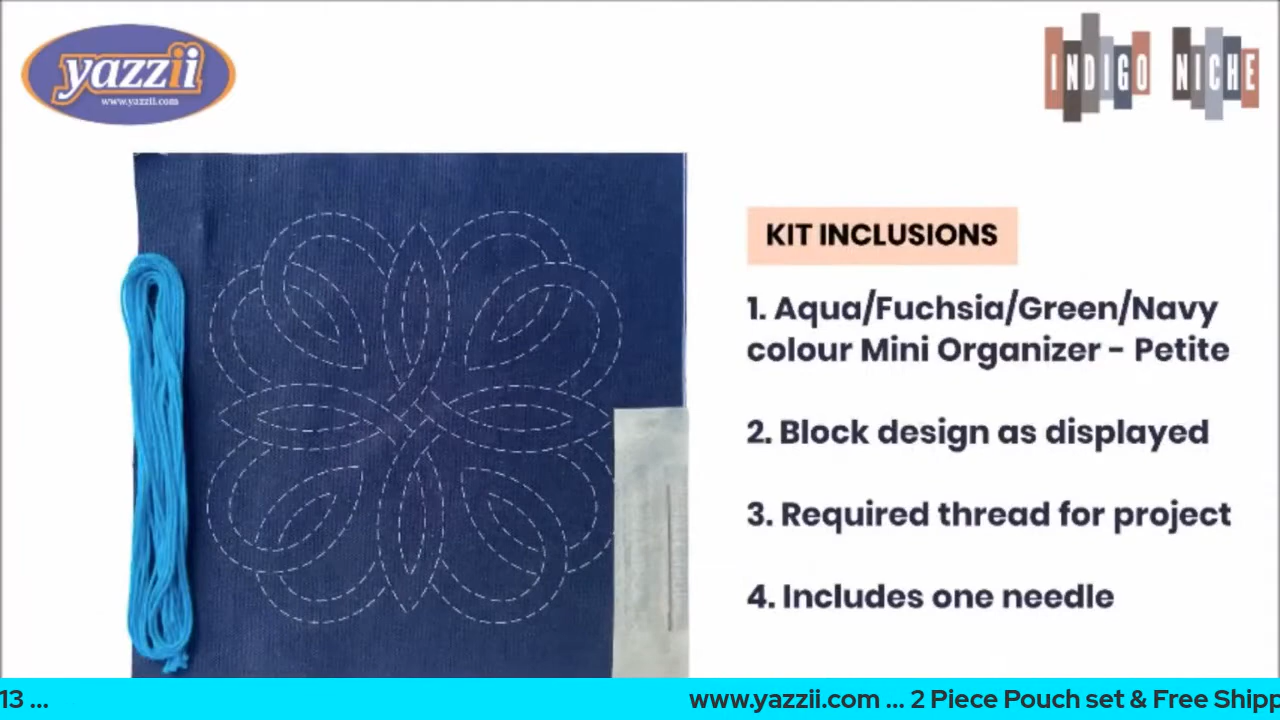 yazzii
www.yazzii.com
INDIGO NICHE
KIT INCLUSIONS
1. Aqua/Fuchsia/Green/Navy
colour Mini Organizer - Petite
2. Block design as displayed
3. Required thread for project
4. Includes one needle
13 ... www.yazzii.com ... 2 Piece Pouch set & Free Shipp